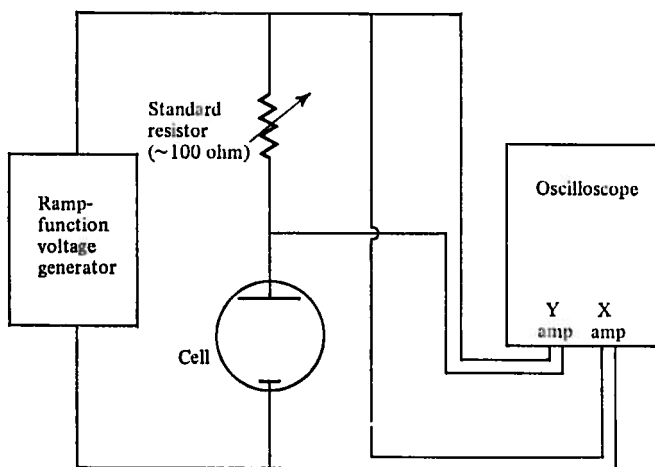 Standard
resistor
(~100 ohm)
Ramp-
function
voltage
generator
Oscilloscope
Y X
amp amp
Cell